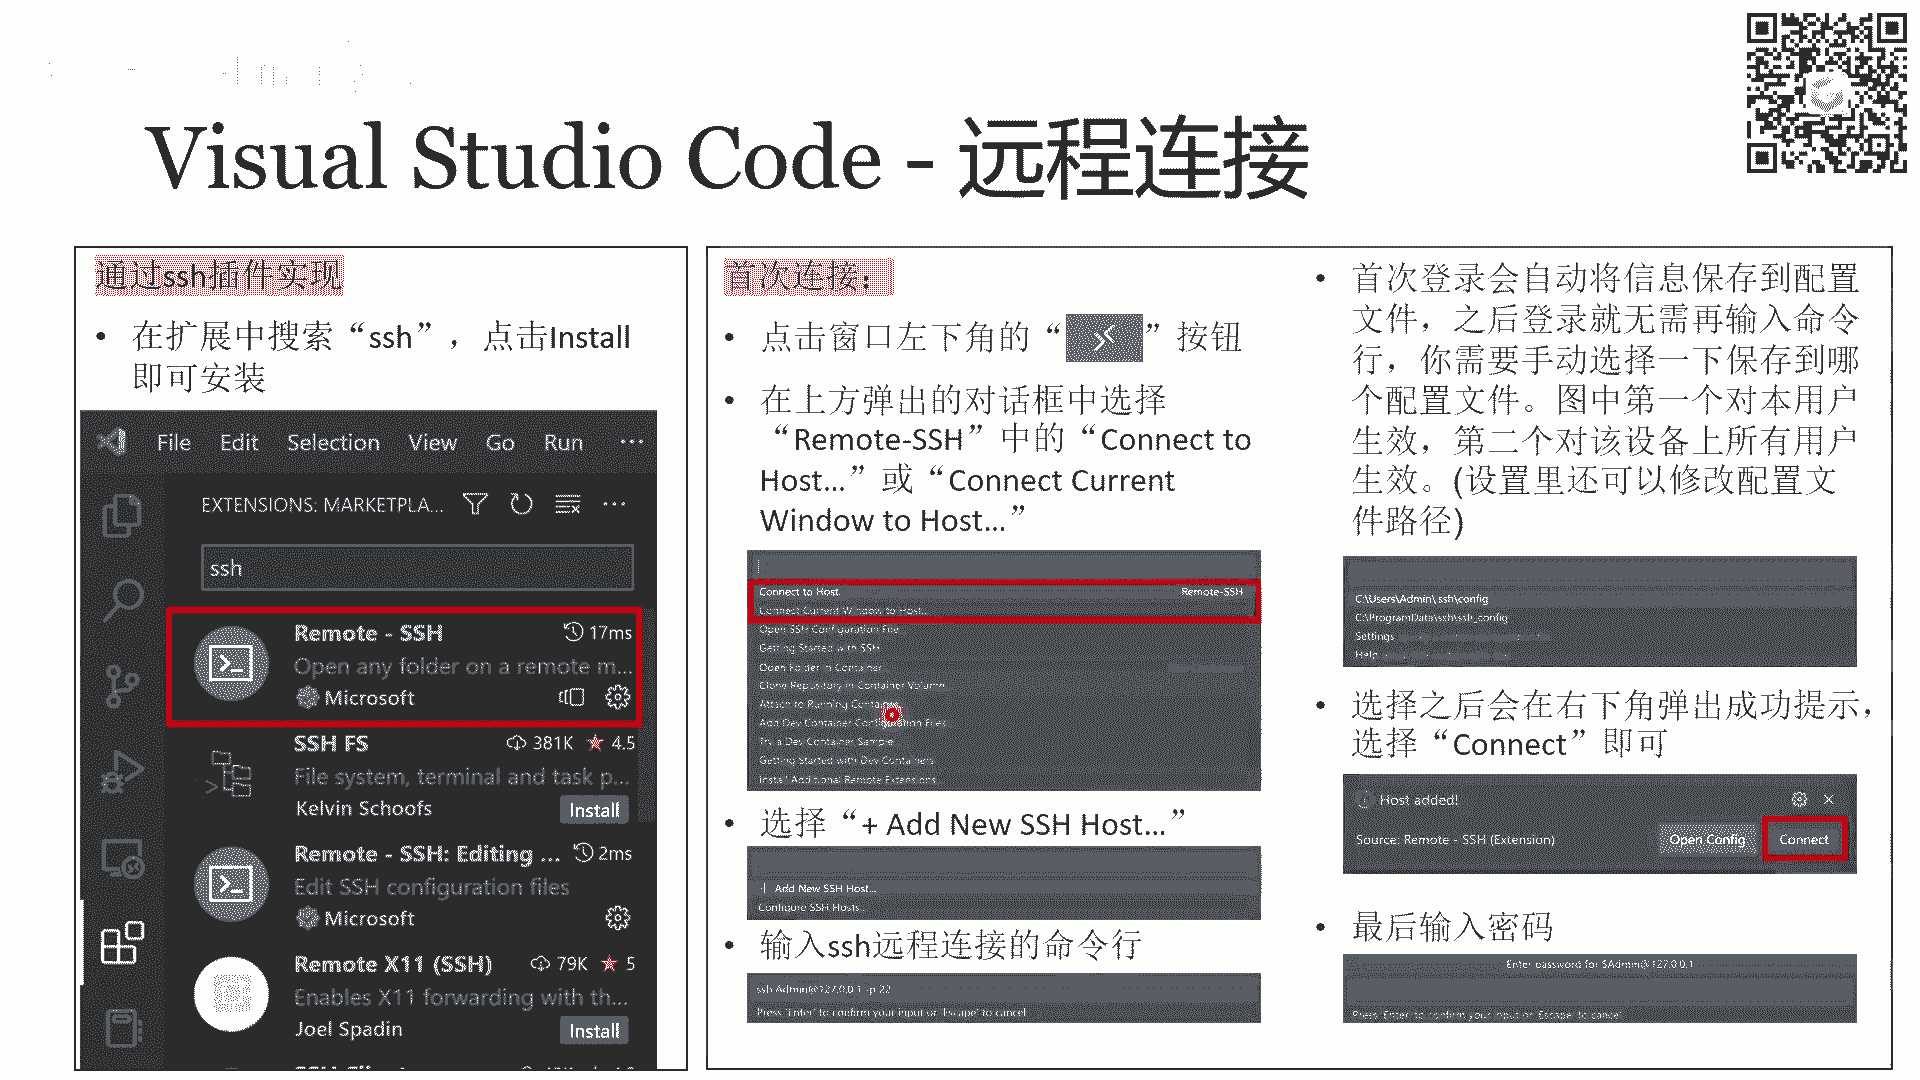 Visual Studio Code - 远程连接
通过ssh插件实现
• 在扩展中搜索“ssh”，点击Install
即可安装
File Edit Selection View Go Run ···
EXTENSIONS: MARKETPLA... ···
ssh
Remote - SSH 17ms
Open any folder on a remote m...
Microsoft
SSH FS 381K 4.5
File system, terminal and task p...
Kelvin Schoofs Install
Remote - SSH: Editing ... 2ms
Edit SSH configuration files
Microsoft
Remote X11 (SSH) 79K 5
Enables X11 forwarding with th...
Joel Spadin Install
首次连接：
• 点击窗口左下角的“ ”按钮
• 在上方弹出的对话框中选择
“Remote-SSH”中的“Connect to
Host...”或“Connect Current
Window to Host...”
Connect to Host. Remote-SSH
Connect Current Window to Host...
Open SSH Configuration File...
Getting Started with SSH
Open Folder in Container...
Clone Repository in Container Volume...
Attach to Running Container...
Add Dev Container Configuration Files...
Try a Dev Container Sample...
Getting Started with Dev Containers
Install Additional Remote Extensions...
• 选择“+ Add New SSH Host...”
+ Add New SSH Host...
Configure SSH Hosts...
• 输入ssh远程连接的命令行
ssh Admin@127.0.0.1 -p 22
Press 'Enter' to confirm your input or 'Escape' to cancel
• 首次登录会自动将信息保存到配置
文件，之后登录就无需再输入命令
行，你需要手动选择一下保存到哪
个配置文件。图中第一个对本用户
生效，第二个对该设备上所有用户
生效。(设置里还可以修改配置文
件路径)
C:\Users\Admin\.ssh\config
C:\ProgramData\ssh\ssh_config
Settings
Help
• 选择之后会在右下角弹出成功提示，
选择“Connect”即可
Host added!
Source: Remote - SSH (Extension) Open Config Connect
• 最后输入密码
Enter password for SAdmin@127.0.0.1
Press 'Enter' to confirm your input or 'Escape' to cancel